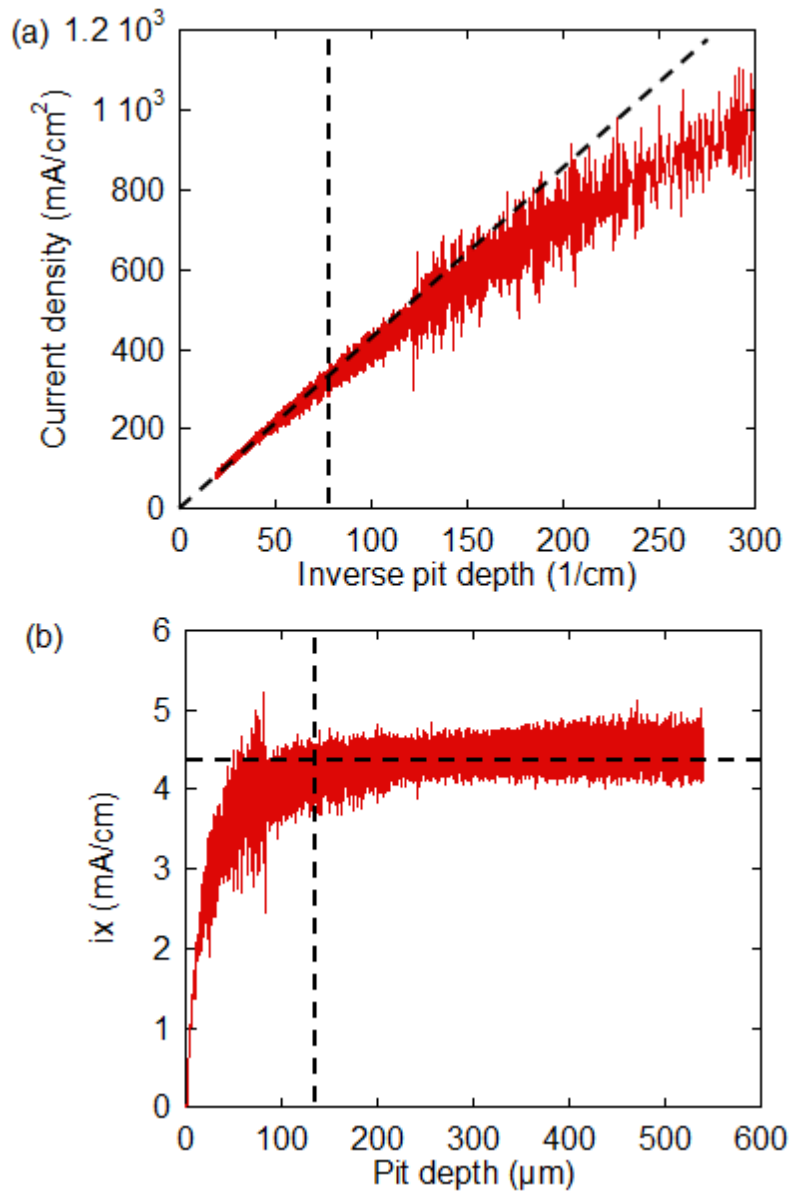 (a)
1.2 10³
1 10³
800
600
400
200
0
Current density (mA/cm²)
0 50 100 150 200 250 300
Inverse pit depth (1/cm)
(b)
6
5
4
3
2
1
0
ix (mA/cm)
0 100 200 300 400 500 600
Pit depth (µm)